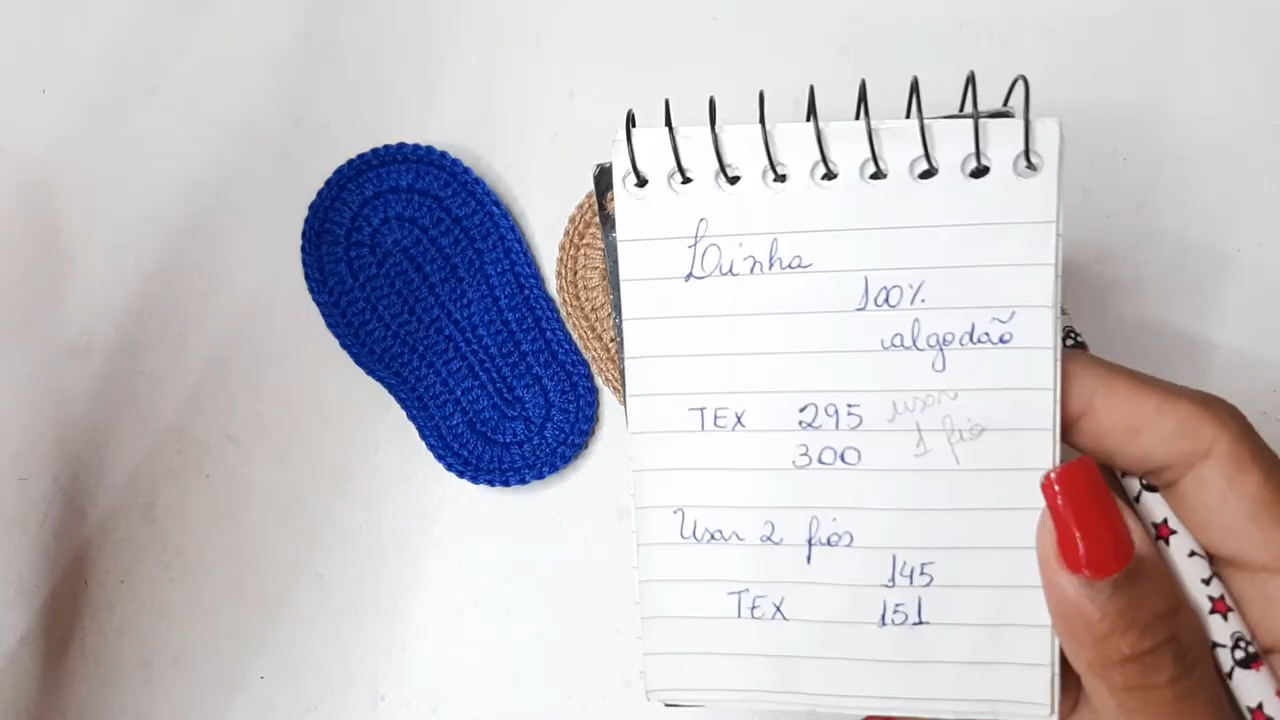 Linha
100%
algodão
TEX 295 usar
300 1 fio
Usar 2 fios
145
TEX 151